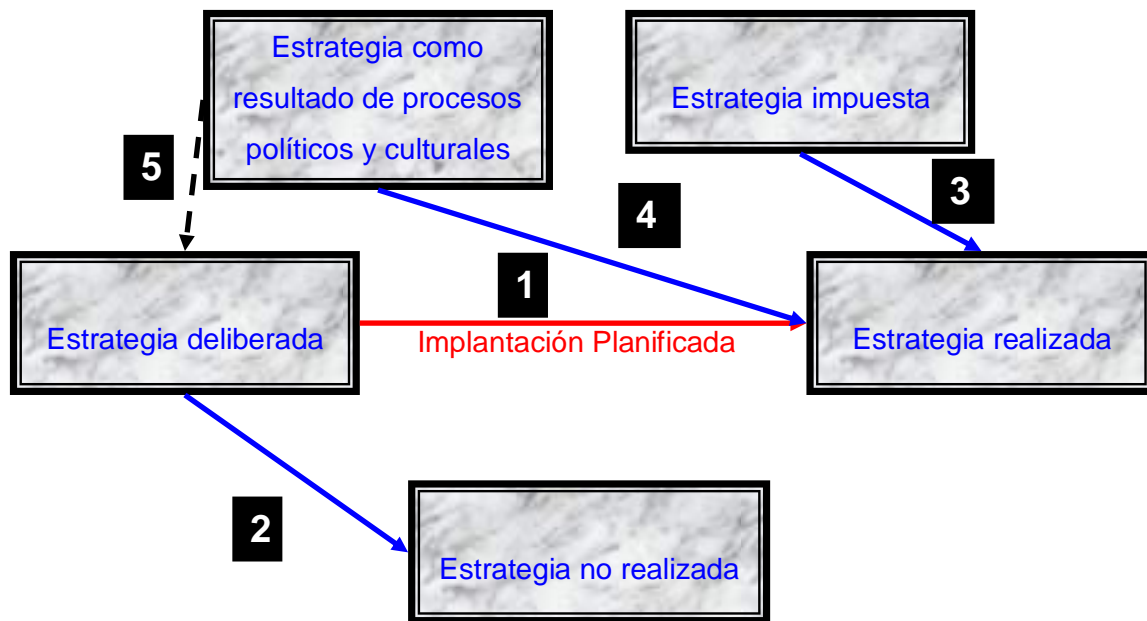 Estrategia como
resultado de procesos
políticos y culturales
Estrategia impuesta
5
3
4
1
Estrategia deliberada
Implantación Planificada
Estrategia realizada
2
Estrategia no realizada